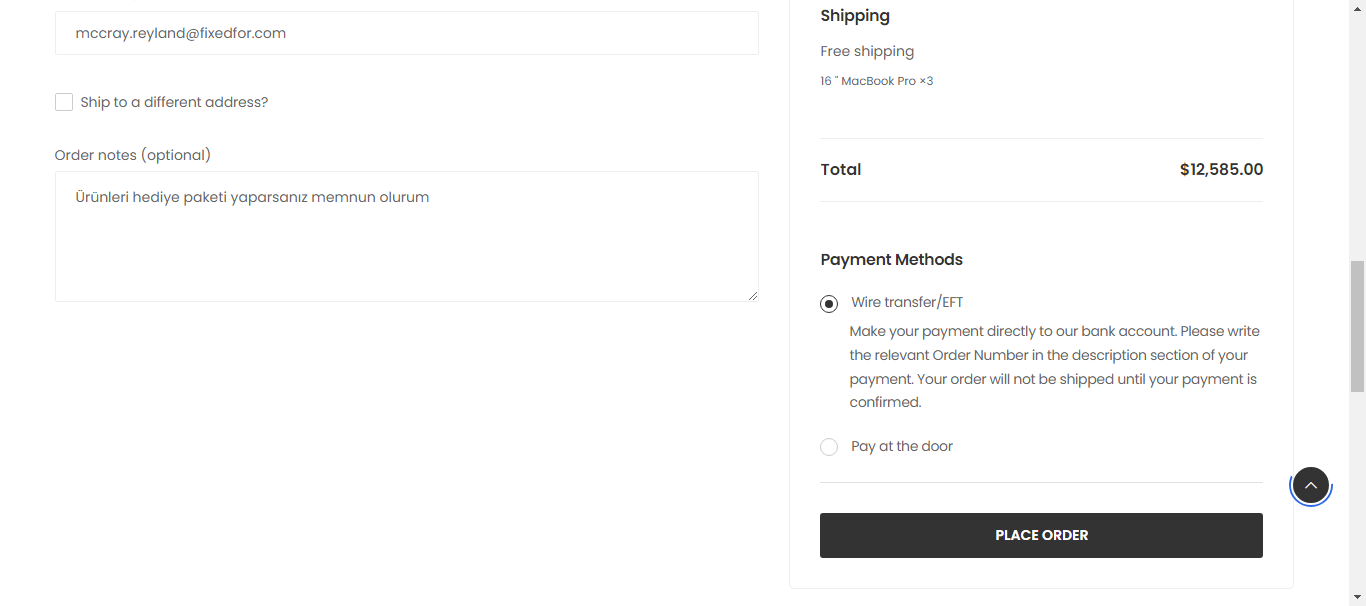 mccray.reyland@fixedfor.com
Ship to a different address?
Order notes (optional)
Ürünleri hediye paketi yaparsanız memnun olurum
Shipping
Free shipping
16 " MacBook Pro ×3
Total $12,585.00
Payment Methods
Wire transfer/EFT
Make your payment directly to our bank account. Please write
the relevant Order Number in the description section of your
payment. Your order will not be shipped until your payment is
confirmed.
Pay at the door
PLACE ORDER